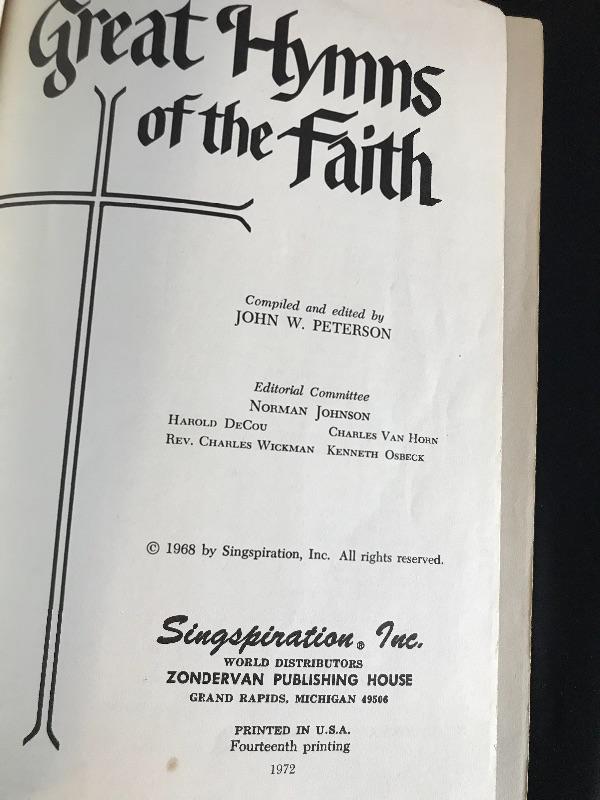 Great Hymns
of the Faith
Compiled and edited by
JOHN W. PETERSON
Editorial Committee
NORMAN JOHNSON
HAROLD DECOU CHARLES VAN HORN
REV. CHARLES WICKMAN KENNETH OSBECK
© 1968 by Singspiration, Inc. All rights reserved.
Singspiration® Inc.
WORLD DISTRIBUTORS
ZONDERVAN PUBLISHING HOUSE
GRAND RAPIDS, MICHIGAN 49506
PRINTED IN U.S.A.
Fourteenth printing
1972